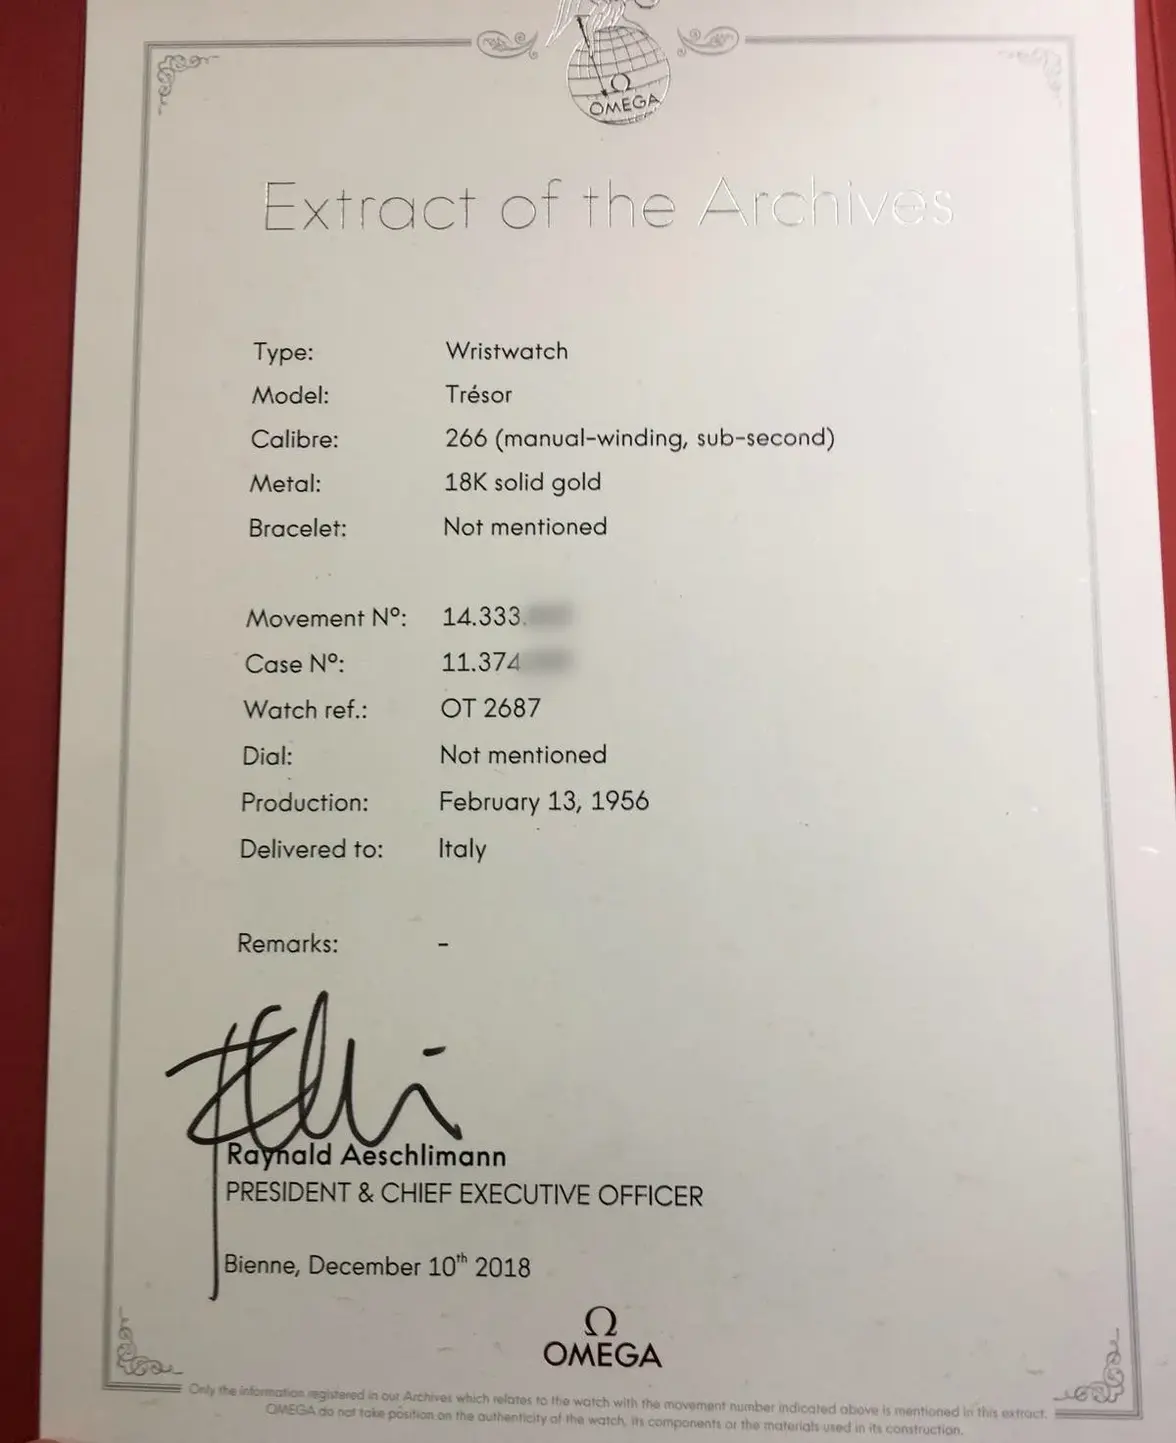 Ω
OMEGA
Extract of the Archives
Type: Wristwatch
Model: Trésor
Calibre: 266 (manual-winding, sub-second)
Metal: 18K solid gold
Bracelet: Not mentioned
Movement Nº: 14.333.
Case Nº: 11.374
Watch ref.: OT 2687
Dial: Not mentioned
Production: February 13, 1956
Delivered to: Italy
Remarks: -
Raynald Aeschlimann
PRESIDENT & CHIEF EXECUTIVE OFFICER
Bienne, December 10th 2018
Ω
OMEGA
Only the information registered in our Archives which relates to the watch with the movement number indicated above is mentioned in this extract.
OMEGA do not take position on the authenticity of the watch, its components or the materials used in its construction.